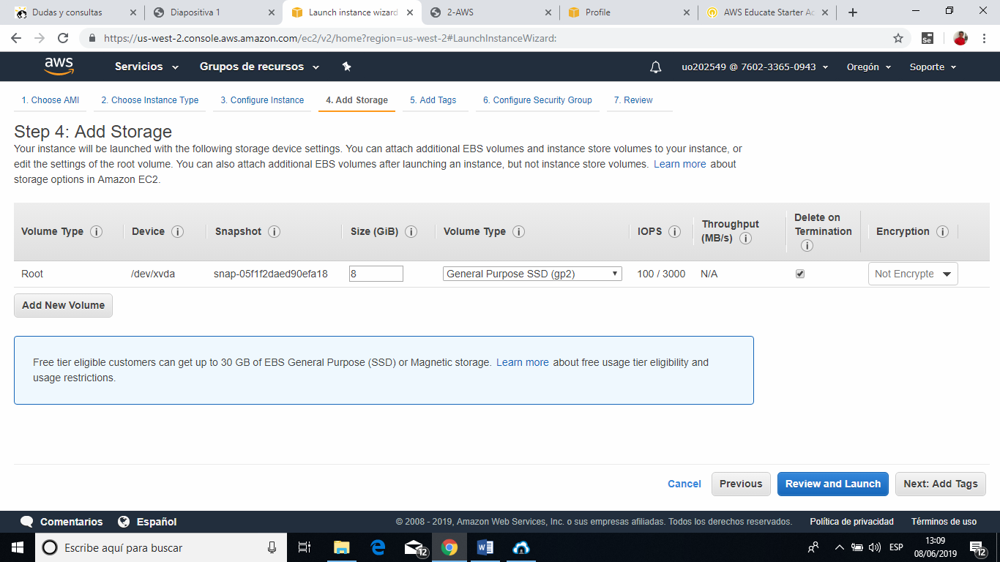 Dudas y consultas
Diapositiva 1
Launch instance wizard
2-AWS
Profile
AWS Educate Starter Ac
https://us-west-2.console.aws.amazon.com/ec2/v2/home?region=us-west-2#LaunchInstanceWizard:
aws
Servicios
Grupos de recursos
uo202549 @ 7602-3365-0943
Oregón
Soporte
1. Choose AMI
2. Choose Instance Type
3. Configure Instance
4. Add Storage
5. Add Tags
6. Configure Security Group
7. Review
Step 4: Add Storage
Your instance will be launched with the following storage device settings. You can attach additional EBS volumes and instance store volumes to your instance, or
edit the settings of the root volume. You can also attach additional EBS volumes after launching an instance, but not instance store volumes. Learn more about
storage options in Amazon EC2.
Volume Type
Device
Snapshot
Size (GiB)
Volume Type
IOPS
Throughput
(MB/s)
Delete on
Termination
Encryption
Root
/dev/xvda
snap-05f1f2daed90efa18
8
General Purpose SSD (gp2)
100 / 3000
N/A
Not Encrypte
Add New Volume
Free tier eligible customers can get up to 30 GB of EBS General Purpose (SSD) or Magnetic storage. Learn more about free usage tier eligibility and
usage restrictions.
Cancel
Previous
Review and Launch
Next: Add Tags
Comentarios
Español
© 2008 - 2019, Amazon Web Services, Inc. o sus empresas afiliadas. Todos los derechos reservados.
Política de privacidad
Términos de uso
Escribe aquí para buscar
12
ESP
13:09
08/06/2019
12